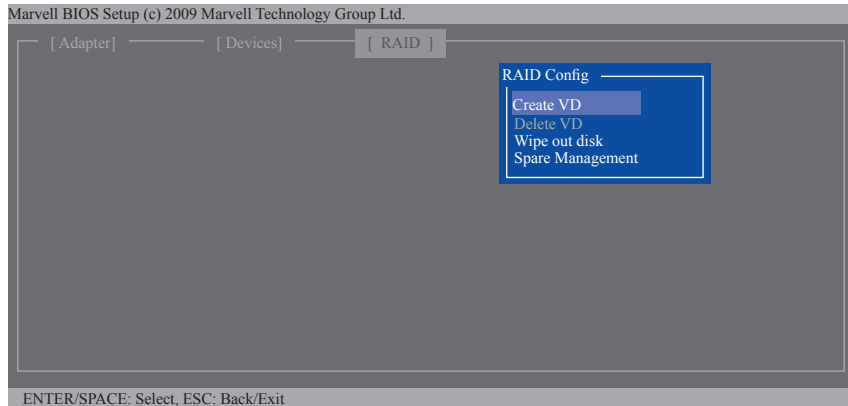 Marvell BIOS Setup (c) 2009 Marvell Technology Group Ltd.
[ Adapter] [ Devices] [ RAID ]
RAID Config
Create VD
Delete VD
Wipe out disk
Spare Management
ENTER/SPACE: Select, ESC: Back/Exit